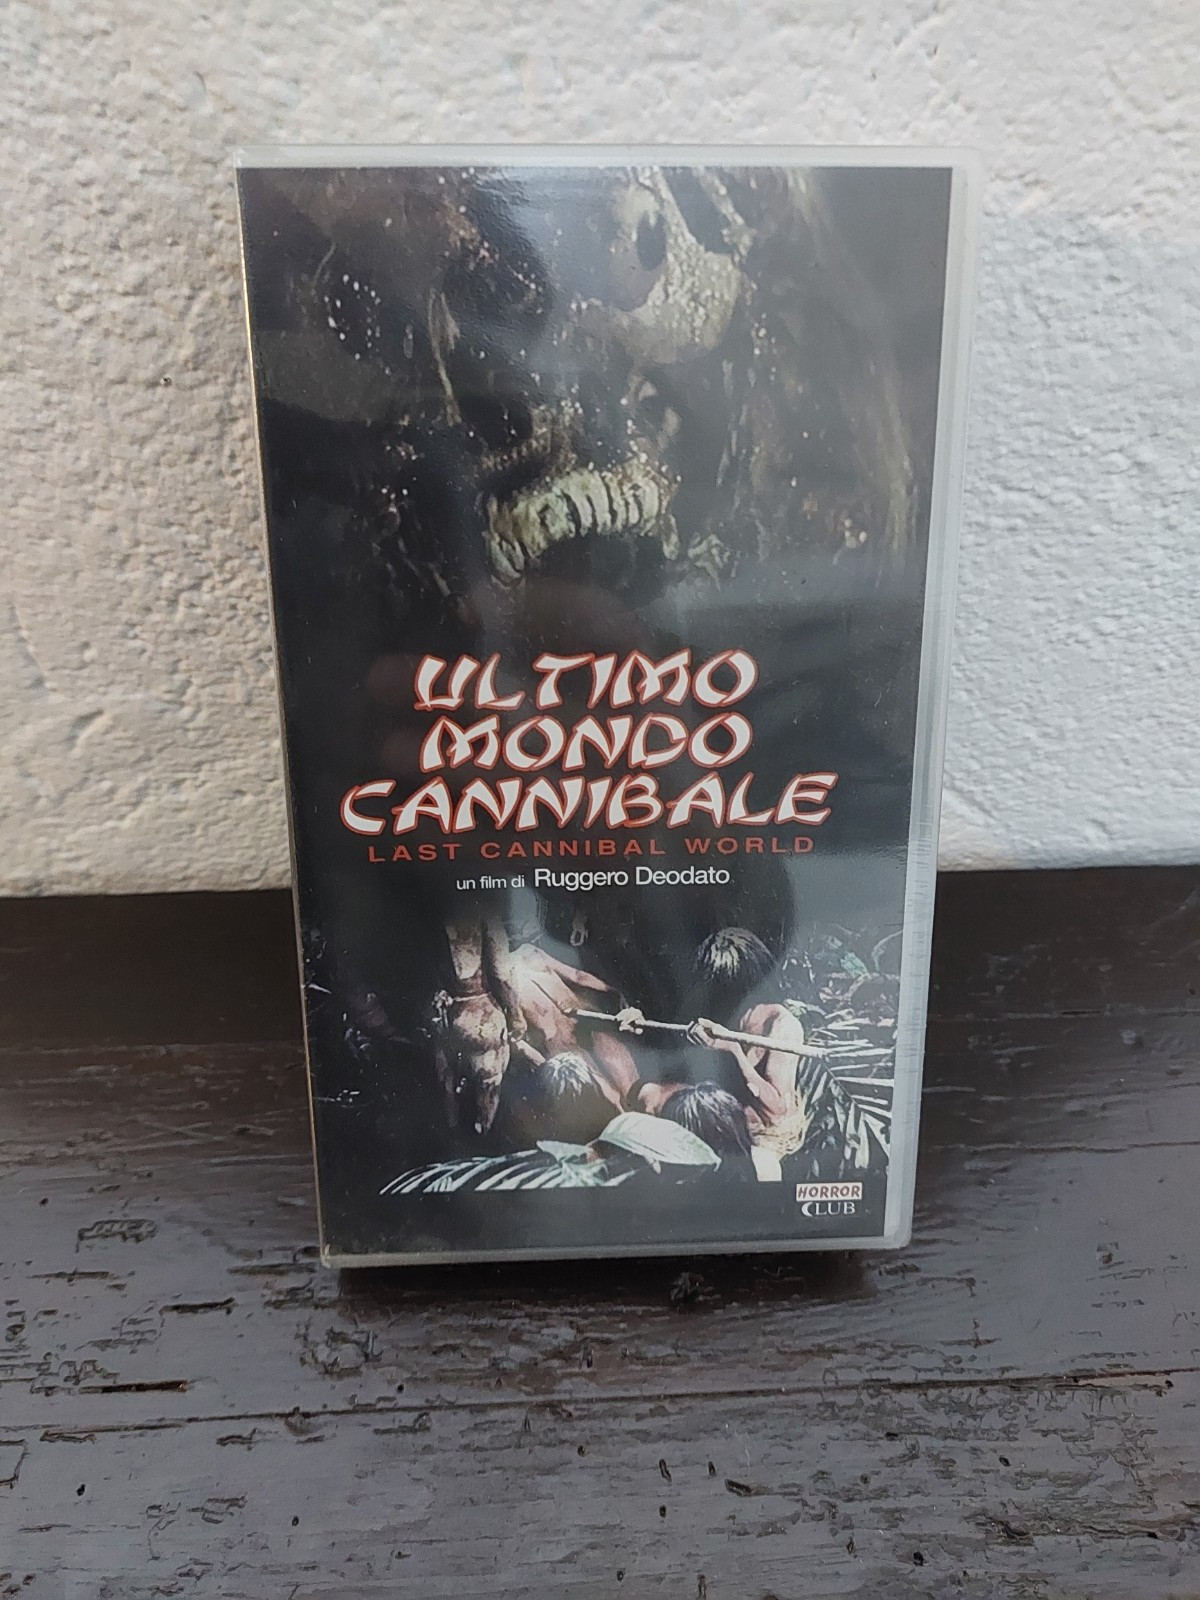 ULTIMO
MONDO
CANNIBALE
LAST CANNIBAL WORLD
un film di Ruggero Deodato
HORROR
CLUB